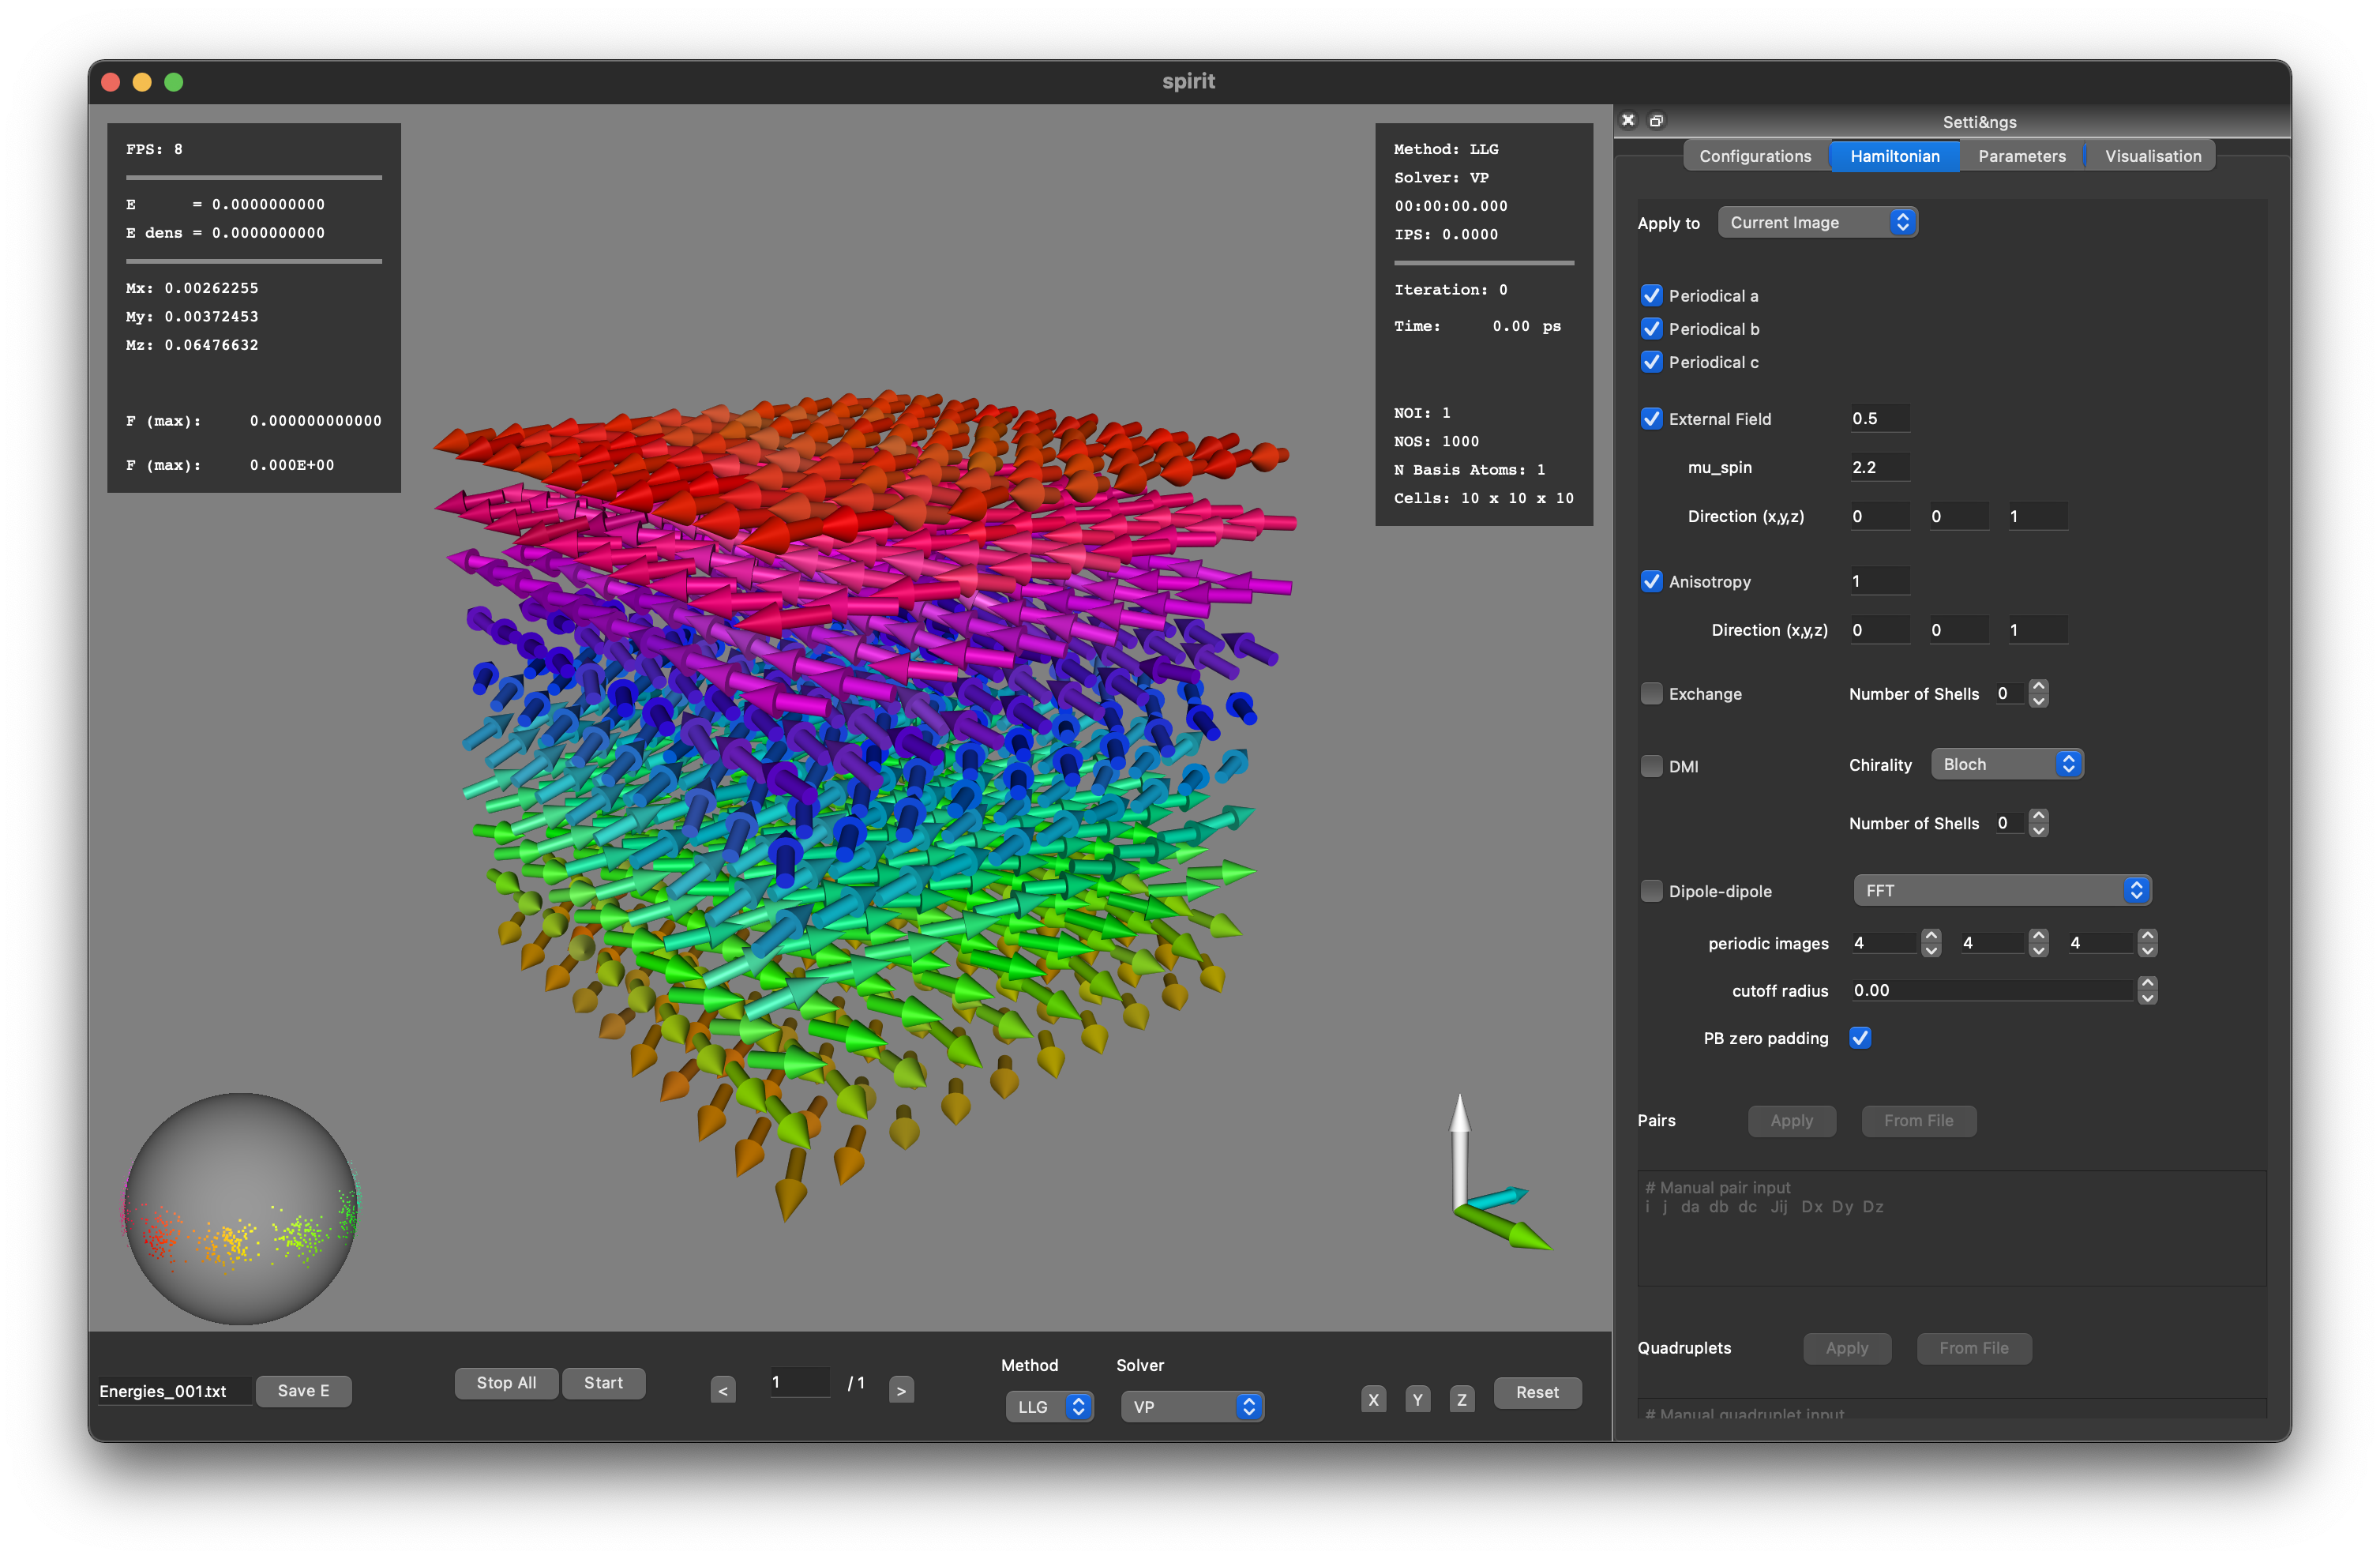 spirit
FPS: 8
E = 0.0000000000
E dens = 0.0000000000
Mx: 0.00262255
My: 0.00372453
Mz: 0.06476632
F (max): 0.000000000000
F (max): 0.000E+00
Method: LLG
Solver: VP
00:00:00.000
IPS: 0.0000
Iteration: 0
Time: 0.00 ps
NOI: 1
NOS: 1000
N Basis Atoms: 1
Cells: 10 x 10 x 10
Energies_001.txt Save E Stop All Start < 1 / 1 >
Method Solver
LLG VP X Y Z Reset
Setti&ngs
Configurations Hamiltonian Parameters Visualisation
Apply to Current Image
Periodical a
Periodical b
Periodical c
External Field 0.5
mu_spin 2.2
Direction (x,y,z) 0 0 1
Anisotropy 1
Direction (x,y,z) 0 0 1
Exchange Number of Shells 0
DMI Chirality Bloch
Number of Shells 0
Dipole-dipole FFT
periodic images 4 4 4
cutoff radius 0.00
PB zero padding
Pairs Apply From File
# Manual pair input
i j da db dc Jij Dx Dy Dz
Quadruplets Apply From File
# Manual quadruplet input